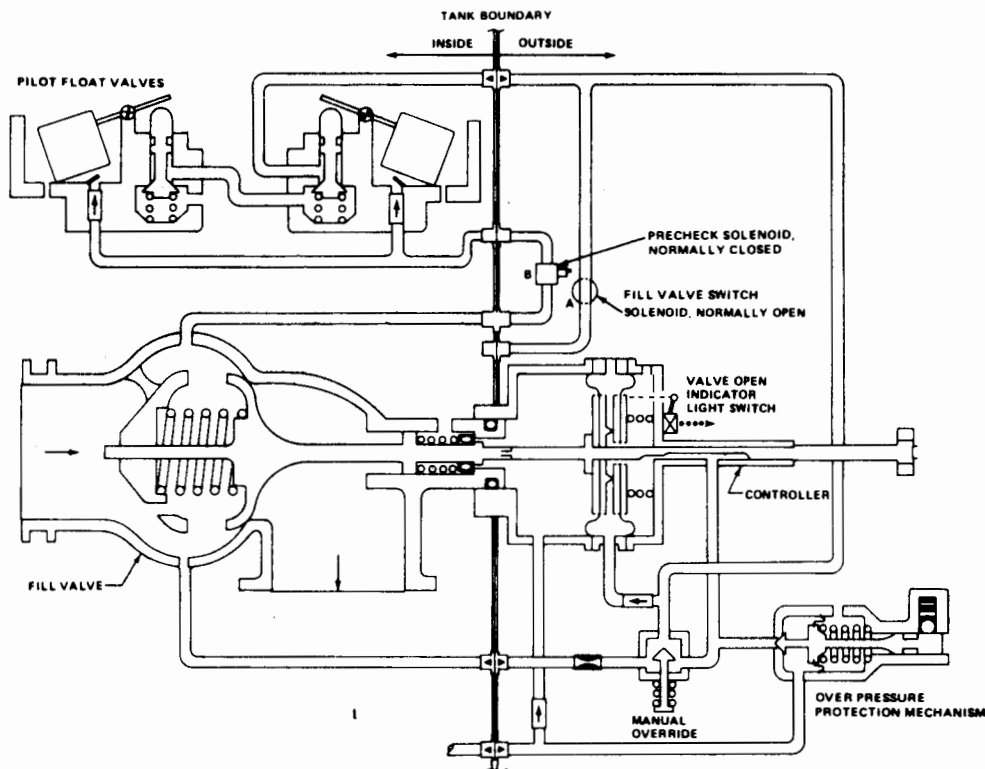 TANK BOUNDARY
INSIDE OUTSIDE
PILOT FLOAT VALVES
PRECHECK SOLENOID,
NORMALLY CLOSED
B
A
FILL VALVE SWITCH
SOLENOID, NORMALLY OPEN
VALVE OPEN
INDICATOR
LIGHT SWITCH
CONTROLLER
FILL VALVE
MANUAL
OVERRIDE
OVER PRESSURE
PROTECTION MECHANISM
I